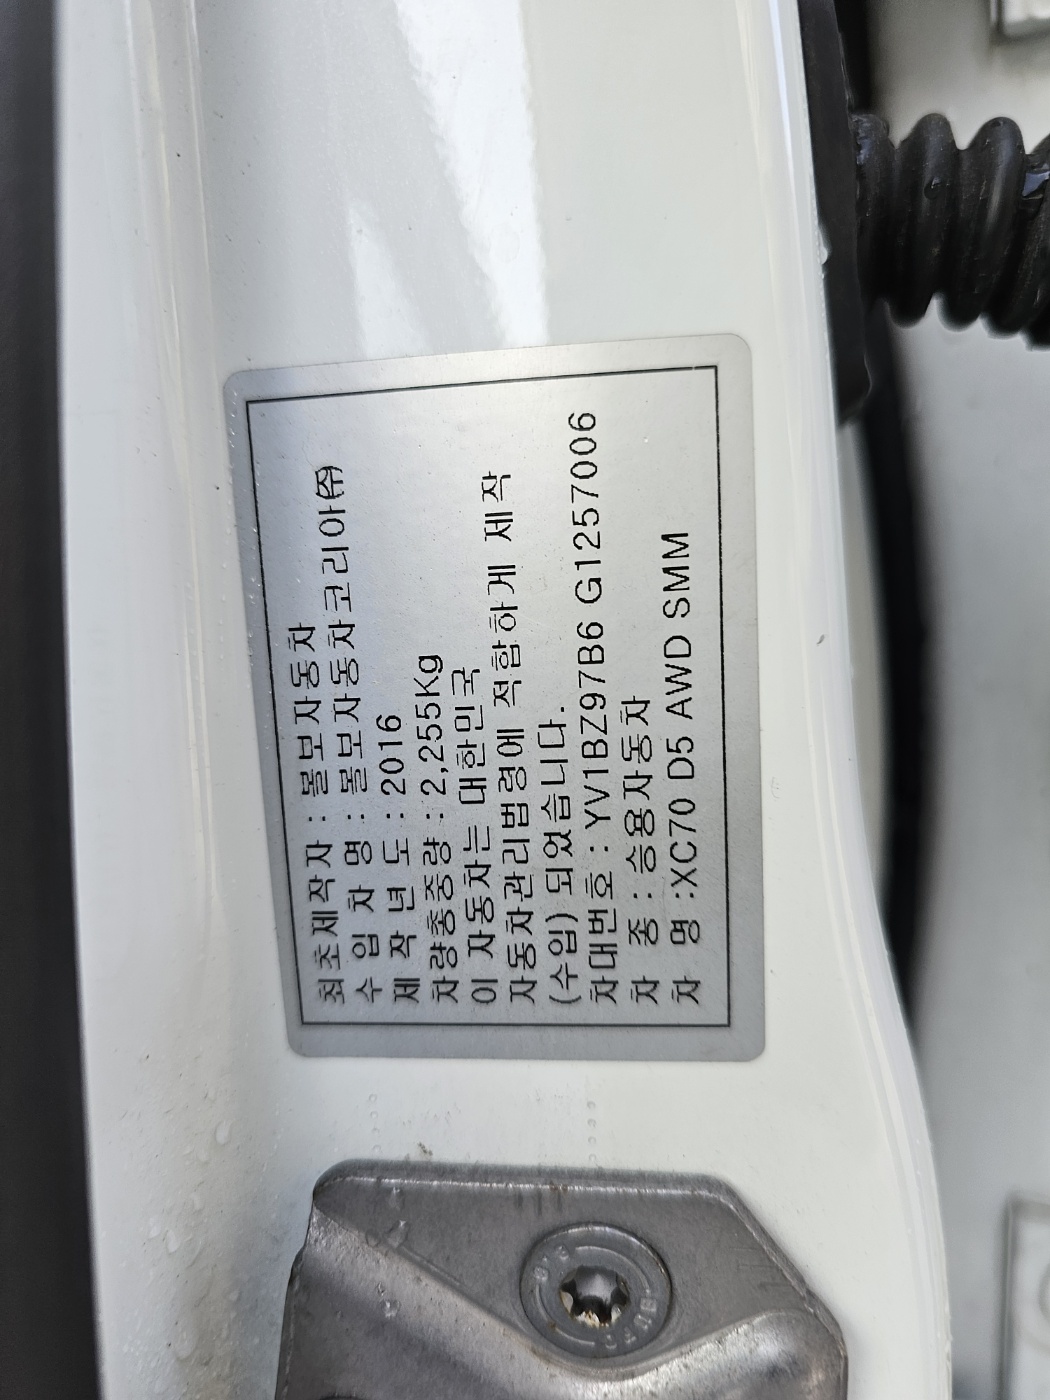 최초제작자 : 볼보자동차
수 입 차 명 : 볼보자동차코리아㈜
제 작 년 도 : 2016
차량총중량 : 2,255Kg
이 자동차는 대한민국
자동차관리법령에 적합하게 제작
(수입) 되었습니다.
차대번호 : YV1BZ97B6 G1257006
차 종 : 승용자동차
차 명 :XC70 D5 AWD SMM